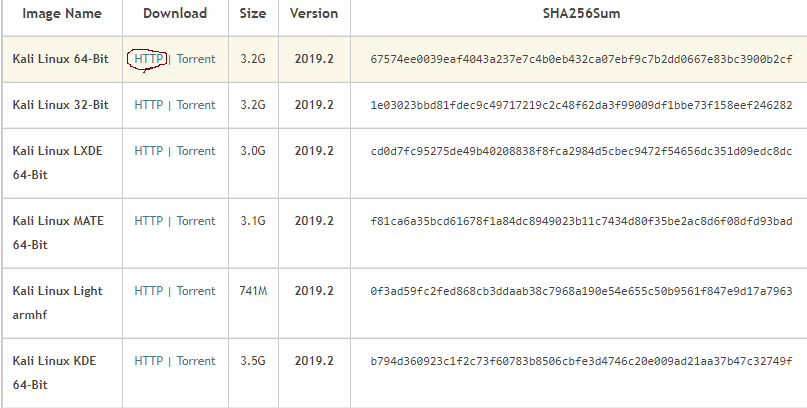 Image Name Download Size Version SHA256Sum
Kali Linux 64-Bit HTTP | Torrent 3.2G 2019.2 67574ee0039eaf4043a237e7c4b0eb432ca07ebf9c7b2dd0667e83bc3900b2cf
Kali Linux 32-Bit HTTP | Torrent 3.2G 2019.2 1e03023bbd81fdec9c49717219c2c48f62da3f99009df1bbe73f158eef246282
Kali Linux LXDE HTTP | Torrent 3.0G 2019.2 cd0d7fc95275de49b40208838f8fca2984d5cbec9472f54656dc351d09edc8dc
64-Bit
Kali Linux MATE HTTP | Torrent 3.1G 2019.2 f81ca6a35bcd61678f1a84dc8949023b11c7434d80f35be2ac8d6f08dfd93bad
64-Bit
Kali Linux Light HTTP | Torrent 741M 2019.2 0f3ad59fc2fed868cb3ddaab38c7968a190e54e655c50b9561f847e9d17a7963
armhf
Kali Linux KDE HTTP | Torrent 3.5G 2019.2 b794d360923c1f2c73f60783b8506cbfe3d4746c20e009ad21aa37b47c32749f
64-Bit